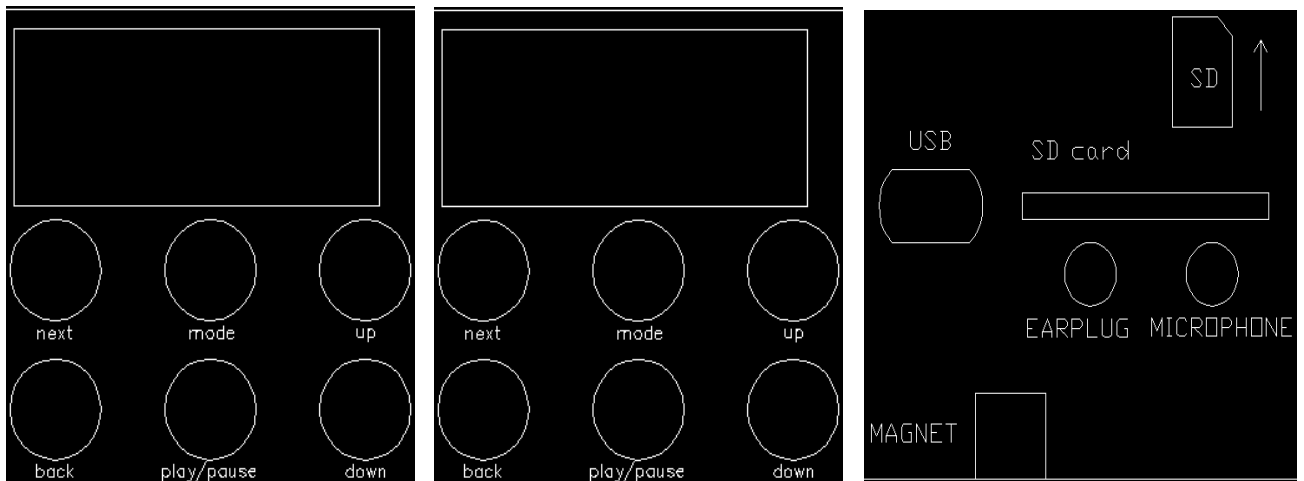 next mode up
back play/pause down
next mode up
back play/pause down
SD
USB
SD card
EARPLUG MICROPHONE
MAGNET